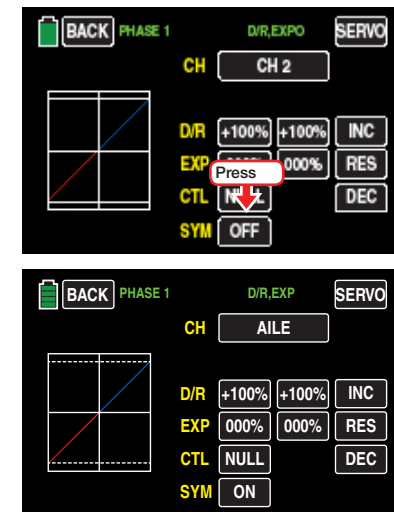 BACK PHASE 1 D/R,EXPO SERVO
CH CH 2
D/R +100% +100% INC
EXP 000% RES
Press
CTL DEC
SYM OFF
BACK PHASE 1 D/R,EXP SERVO
CH AILE
D/R +100% +100% INC
EXP 000% 000% RES
CTL NULL DEC
SYM ON